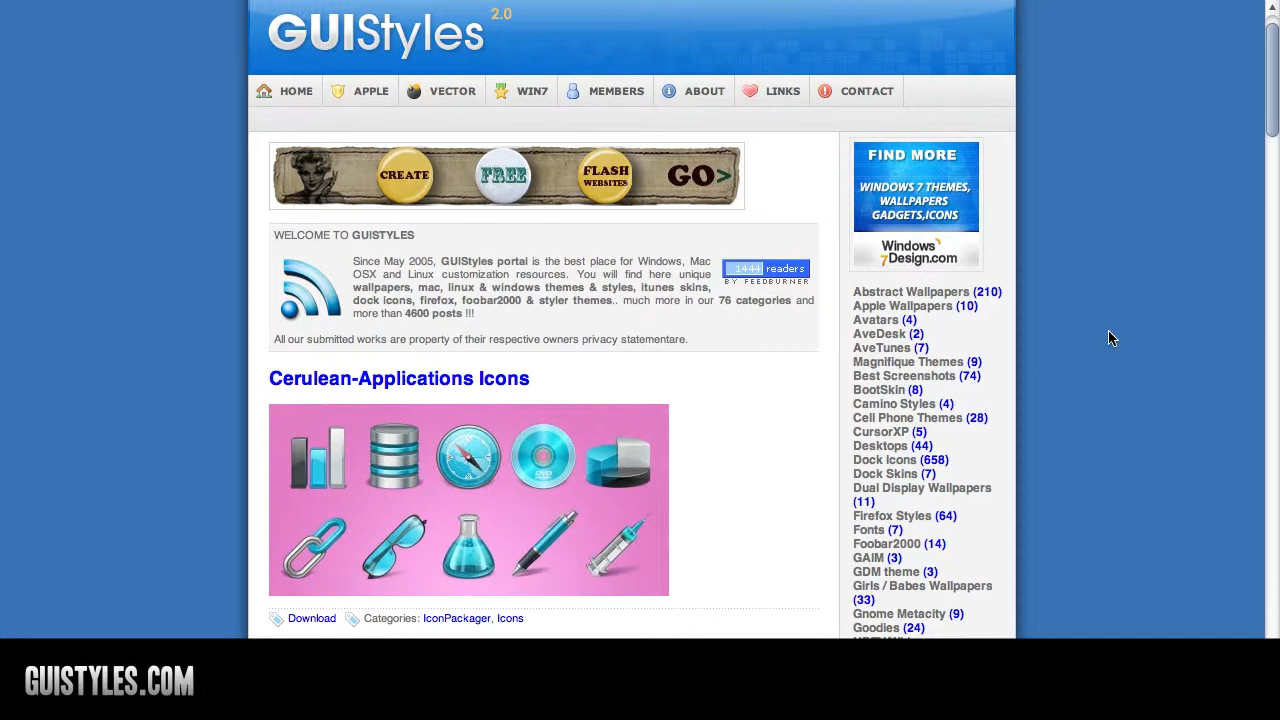 GUIStyles 2.0
HOME APPLE VECTOR WIN7 MEMBERS ABOUT LINKS CONTACT
CREATE FREE FLASH WEBSITES GO>
WELCOME TO GUISTYLES
Since May 2005, GUIStyles portal is the best place for Windows, Mac
OSX and Linux customization resources. You will find here unique
wallpapers, mac, linux & windows themes & styles, itunes skins,
dock icons, firefox, foobar2000 & styler themes.. much more in our 76 categories and
more than 4600 posts !!!
1444 readers
BY FEEDBURNER
All our submitted works are property of their respective owners privacy statementare.
Cerulean-Applications Icons
DVD
Download Categories: IconPackager, Icons
FIND MORE
WINDOWS 7 THEMES,
WALLPAPERS
GADGETS,ICONS
Windows
7Design.com
Abstract Wallpapers (210)
Apple Wallpapers (10)
Avatars (4)
AveDesk (2)
AveTunes (7)
Magnifique Themes (9)
Best Screenshots (74)
BootSkin (8)
Camino Styles (4)
Cell Phone Themes (28)
CursorXP (5)
Desktops (44)
Dock Icons (658)
Dock Skins (7)
Dual Display Wallpapers
(11)
Firefox Styles (64)
Fonts (7)
Foobar2000 (14)
GAIM (3)
GDM theme (3)
Girls / Babes Wallpapers
(33)
Gnome Metacity (9)
Goodies (24)
GUISTYLES.COM